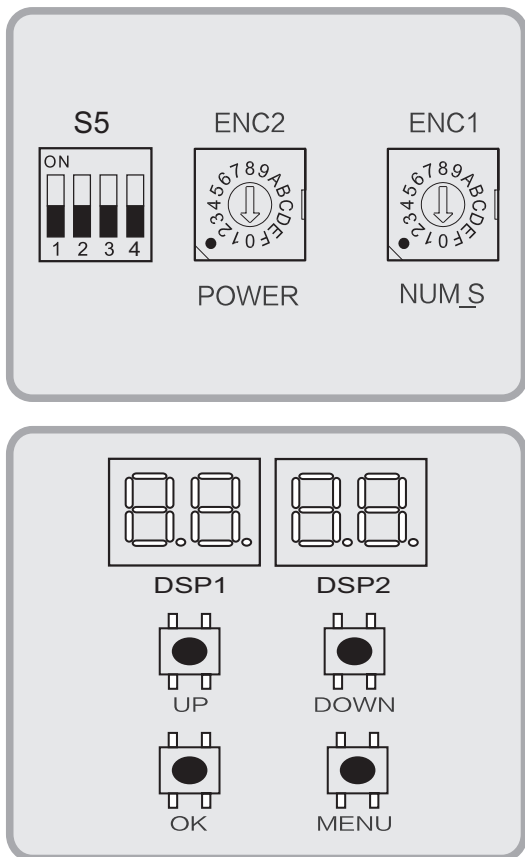 S5 ENC2 ENC1
ON
1 2 3 4
0123456789ABCDEF
0123456789ABCDEF
POWER NUM_S
DSP1 DSP2
UP DOWN
OK MENU